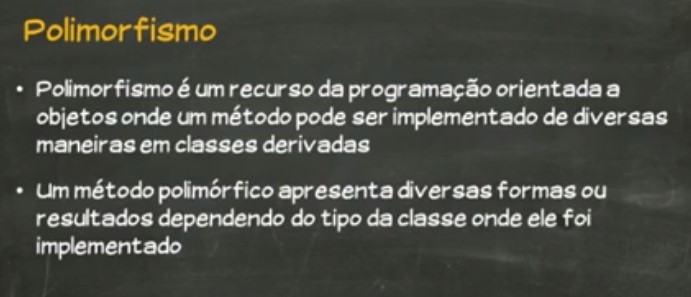 Polimorfismo
• Polimorfismo é um recurso da programação orientada a
objetos onde um método pode ser implementado de diversas
maneiras em classes derivadas
• Um método polimórfico apresenta diversas formas ou
resultados dependendo do tipo da classe onde ele foi
implementado